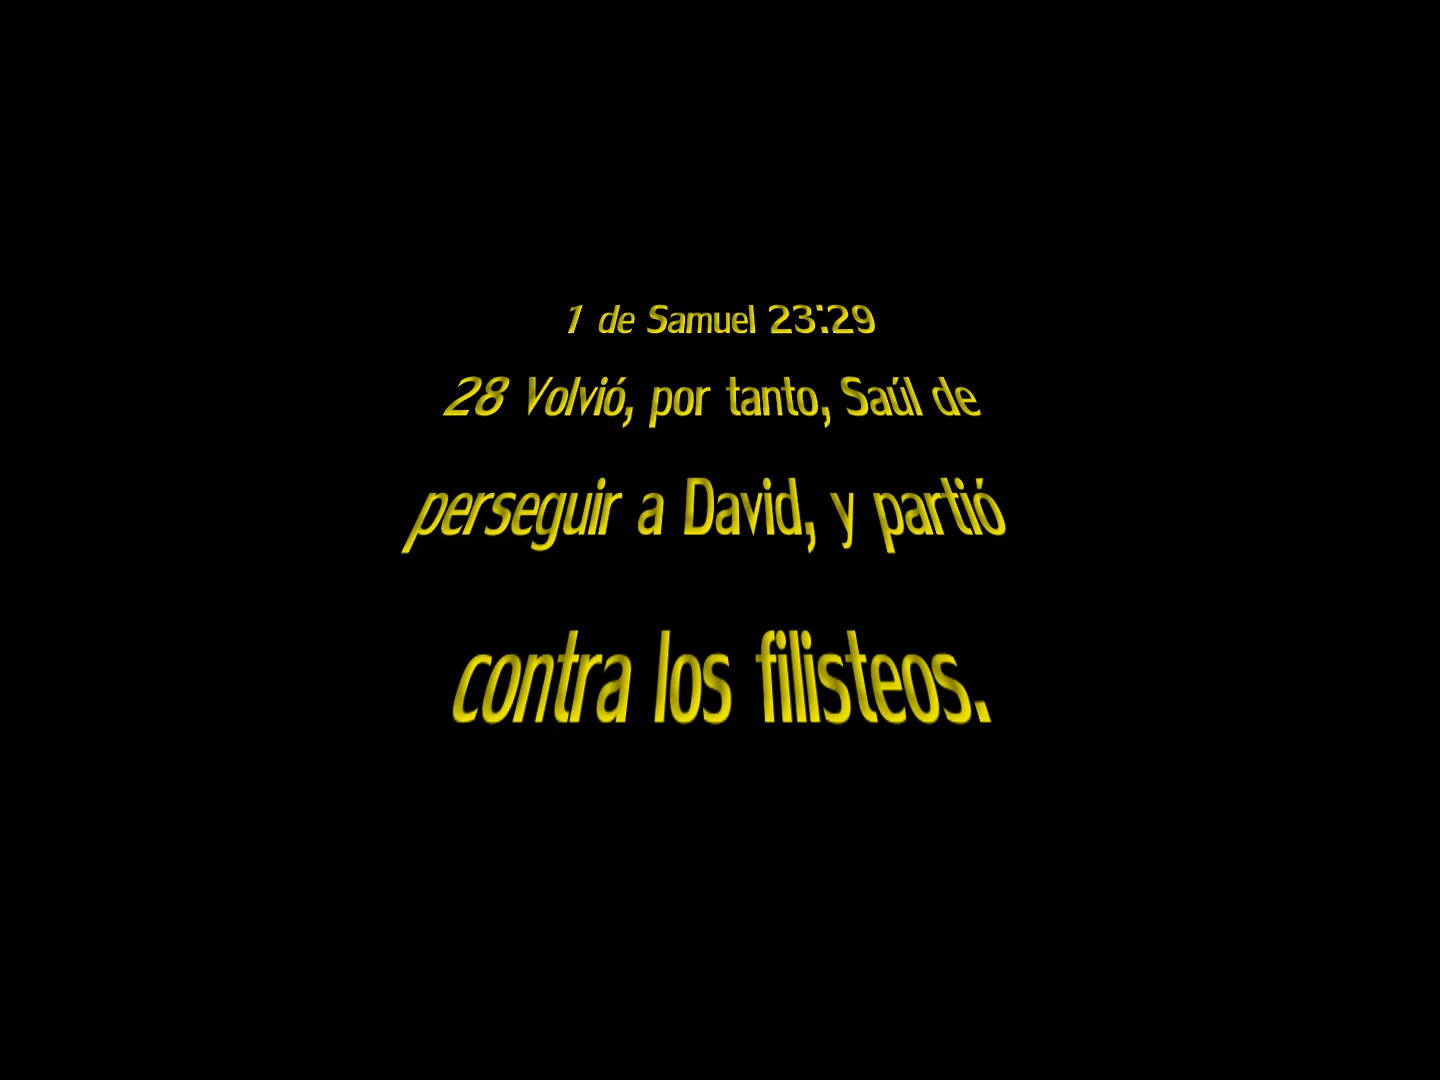 1 de Samuel 23:29
28 Volvió, por tanto, Saúl de
perseguir a David, y partió
contra los filisteos.